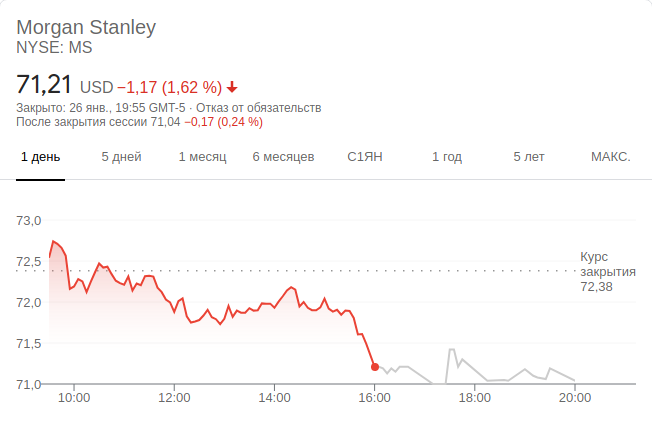 Morgan Stanley
NYSE: MS
71,21 USD −1,17 (1,62 %)
Закрыто: 26 янв., 19:55 GMT-5 · Отказ от обязательств
После закрытия сессии 71,04 −0,17 (0,24 %)
1 день 5 дней 1 месяц 6 месяцев С1ЯН 1 год 5 лет МАКС.
73,0
72,5
72,0
71,5
71,0
Курс
закрытия
72,38
10:00 12:00 14:00 16:00 18:00 20:00